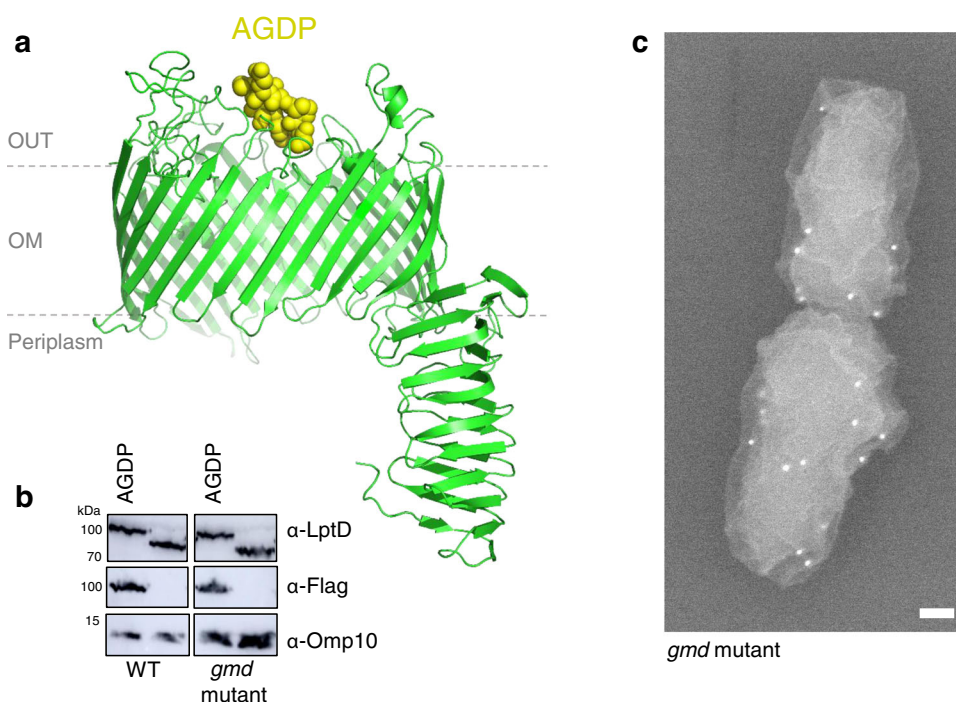 a
AGDP
OUT
OM
Periplasm
b
AGDP
AGDP
kDa
100
70
α-LptD
100
α-Flag
15
α-Omp10
WT
gmd
mutant
c
gmd mutant